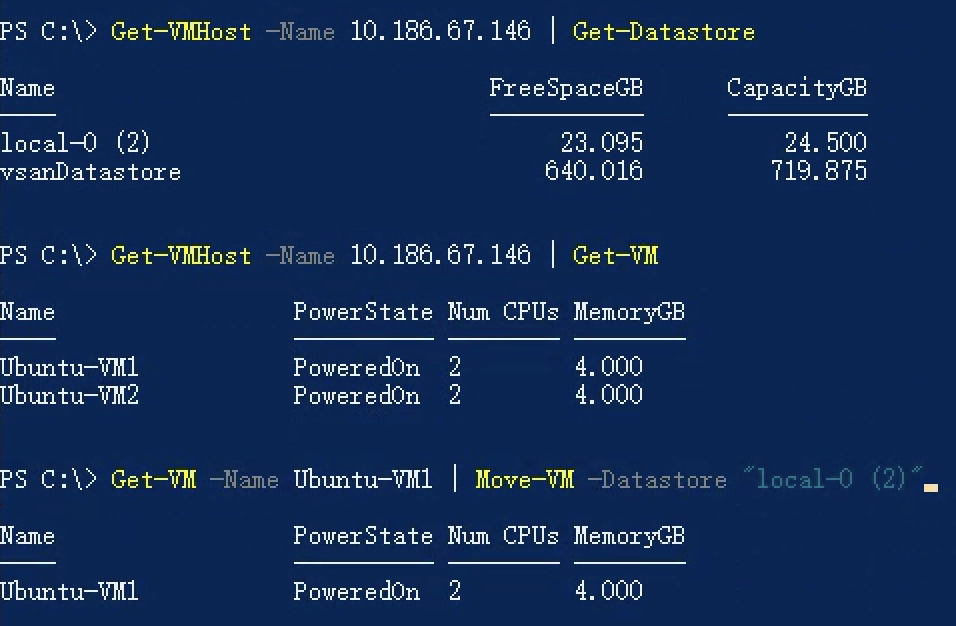 PS C:\> Get-VMHost -Name 10.186.67.146 | Get-Datastore
Name FreeSpaceGB CapacityGB
local-0 (2) 23.095 24.500
vsanDatastore 640.016 719.875
PS C:\> Get-VMHost -Name 10.186.67.146 | Get-VM
Name PowerState Num CPUs MemoryGB
Ubuntu-VM1 PoweredOn 2 4.000
Ubuntu-VM2 PoweredOn 2 4.000
PS C:\> Get-VM -Name Ubuntu-VM1 | Move-VM -Datastore "local-0 (2)"
Name PowerState Num CPUs MemoryGB
Ubuntu-VM1 PoweredOn 2 4.000